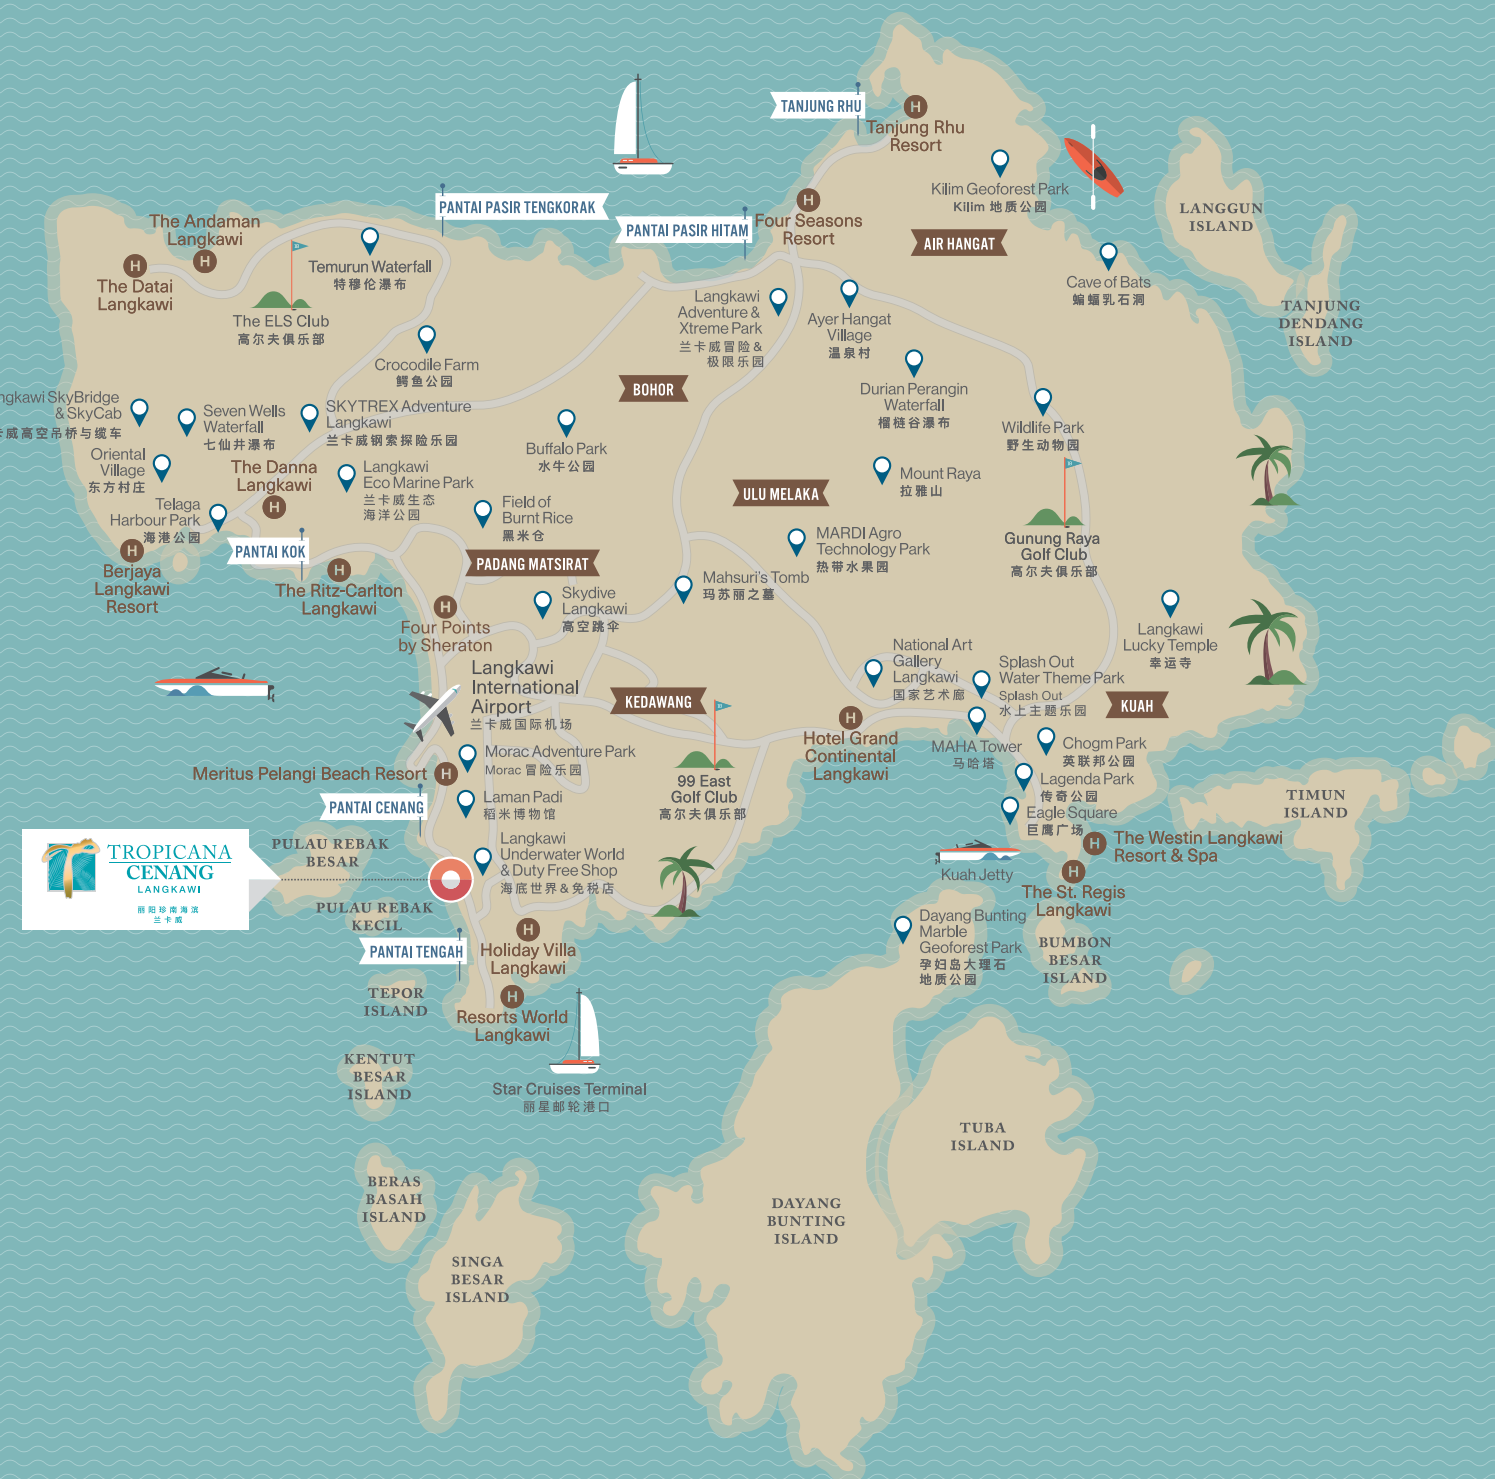 TANJUNG RHU
Tanjung Rhu
Resort
Kilim Geoforest Park
Kilim 地质公园
LANGGUN
ISLAND
PANTAI PASIR TENGKORAK
PANTAI PASIR HITAM
Four Seasons
Resort
AIR HANGAT
The Andaman
Langkawi
The Datai
Langkawi
Temurun Waterfall
特穆伦瀑布
The ELS Club
高尔夫俱乐部
Cave of Bats
蝙蝠乳石洞
TANJUNG
DENDANG
ISLAND
Langkawi
Adventure &
Xtreme Park
兰卡威冒险&
极限乐园
Ayer Hangat
Village
温泉村
Crocodile Farm
鳄鱼公园
BOHOR
Durian Perangin
Waterfall
榴梿谷瀑布
Wildlife Park
野生动物园
ngkawi SkyBridge
& SkyCab
卡威高空吊桥与缆车
Seven Wells
Waterfall
七仙井瀑布
SKYTREX Adventure
Langkawi
兰卡威钢索探险乐园
Buffalo Park
水牛公园
Oriental
Village
东方村庄
The Danna
Langkawi
Langkawi
Eco Marine Park
兰卡威生态
海洋公园
Mount Raya
拉雅山
ULU MELAKA
Telaga
Harbour Park
海港公园
Field of
Burnt Rice
黑米仓
MARDI Agro
Technology Park
热带水果园
Gunung Raya
Golf Club
高尔夫俱乐部
PANTAI KOK
PADANG MATSIRAT
Berjaya
Langkawi
Resort
The Ritz-Carlton
Langkawi
Mahsuri's Tomb
玛苏丽之墓
Skydive
Langkawi
高空跳伞
Four Points
by Sheraton
Langkawi
Lucky Temple
幸运寺
National Art
Gallery
Langkawi
国家艺术廊
Splash Out
Water Theme Park
Splash Out
水上主题乐园
Langkawi
International
Airport
兰卡威国际机场
KEDAWANG
KUAH
Hotel Grand
Continental
Langkawi
MAHA Tower
马哈塔
Chogm Park
英联邦公园
Morac Adventure Park
Morac 冒险乐园
Meritus Pelangi Beach Resort
99 East
Golf Club
高尔夫俱乐部
Lagenda Park
传奇公园
TIMUN
ISLAND
PANTAI CENANG
Laman Padi
稻米博物馆
Eagle Square
巨鹰广场
The Westin Langkawi
Resort & Spa
TROPICANA
CENANG
LANGKAWI
丽阳珍南海滨
兰卡威
PULAU REBAK
BESAR
Langkawi
Underwater World
& Duty Free Shop
海底世界&免税店
Kuah Jetty
The St. Regis
Langkawi
PULAU REBAK
KECIL
Dayang Bunting
Marble
Geoforest Park
孕妇岛大理石
地质公园
PANTAI TENGAH
Holiday Villa
Langkawi
BUMBON
BESAR
ISLAND
TEPOR
ISLAND
Resorts World
Langkawi
KENTUT
BESAR
ISLAND
Star Cruises Terminal
丽星邮轮港口
TUBA
ISLAND
BERAS
BASAH
ISLAND
DAYANG
BUNTING
ISLAND
SINGA
BESAR
ISLAND